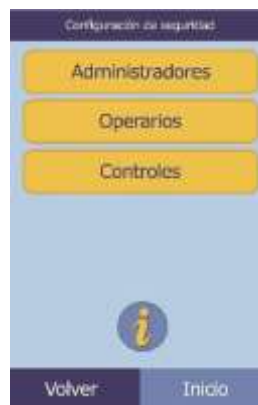 Configuración de seguridad
Administradores
Operarios
Controles
i
Volver Inicio